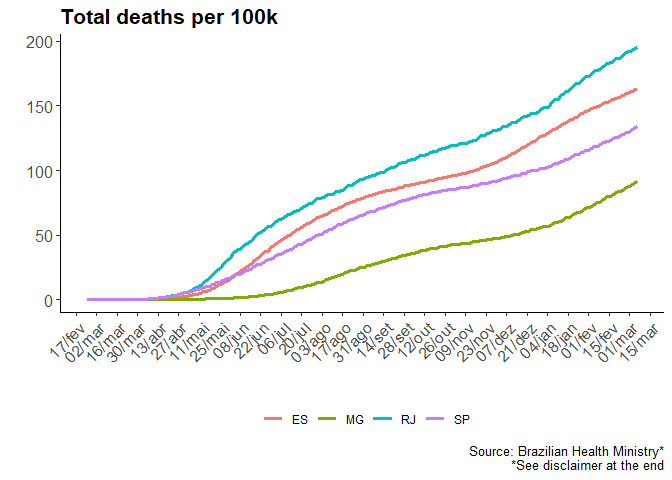 Total deaths per 100k
200
150
100
50
0
17/fev
02/mar
16/mar
30/mar
13/abr
27/abr
11/mai
25/mai
08/jun
22/jun
06/jul
20/jul
03/ago
17/ago
31/ago
14/set
28/set
12/out
26/out
09/nov
23/nov
07/dez
21/dez
04/jan
18/jan
01/fev
15/fev
01/mar
15/mar
ES MG RJ SP
Source: Brazilian Health Ministry*
*See disclaimer at the end